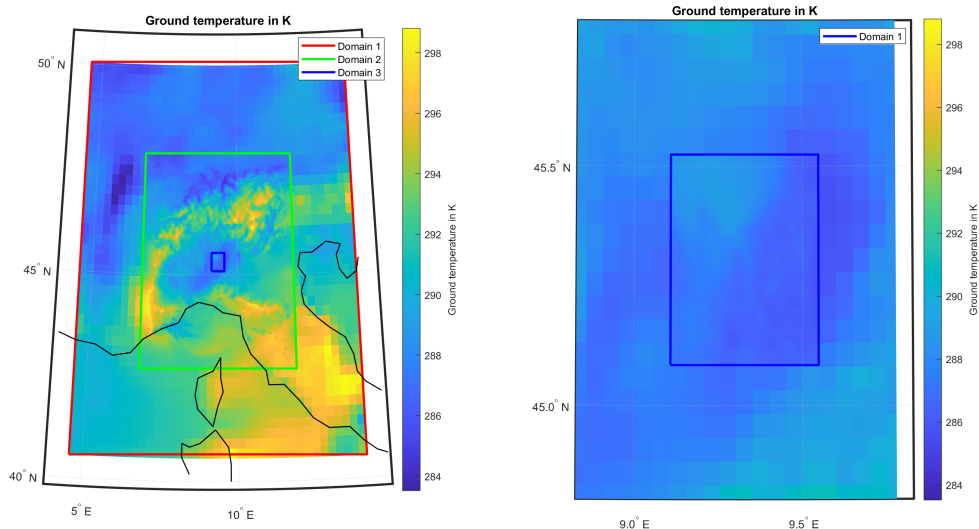 Ground temperature in K
Domain 1
Domain 2
Domain 3
50° N
45° N
40° N
5° E
10° E
298
296
294
292
290
288
286
284
Ground temperature in K
Ground temperature in K
Domain 1
45.5° N
45.0° N
9.0° E
9.5° E
298
296
294
292
290
288
286
284
Ground temperature in K